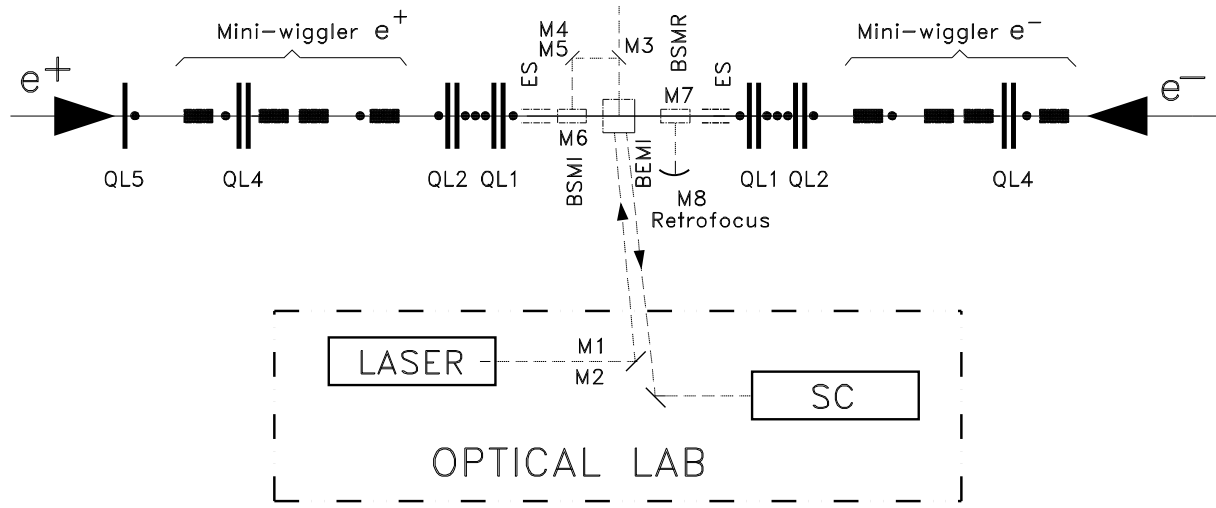 Mini-wiggler e+
M4
M5
M3
BSMR
Mini-wiggler e−
e+
ES
M7
ES
e−
M6
QL5
QL4
QL2
QL1
BSMI
BEMI
M8
Retrofocus
QL1
QL2
QL4
LASER
M1
M2
SC
OPTICAL LAB